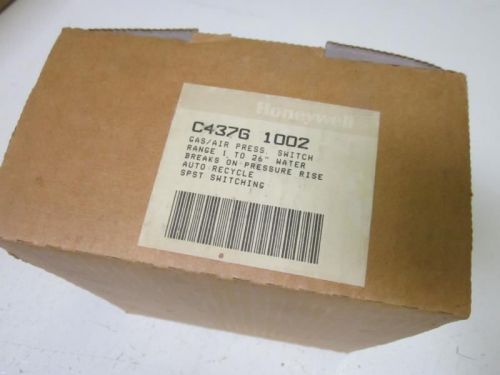 Honeywell
C437G 1002
GAS/AIR PRESS. SWITCH
RANGE 1 TO 26" WATER
BREAKS ON PRESSURE RISE
AUTO RECYCLE
SPST SWITCHING